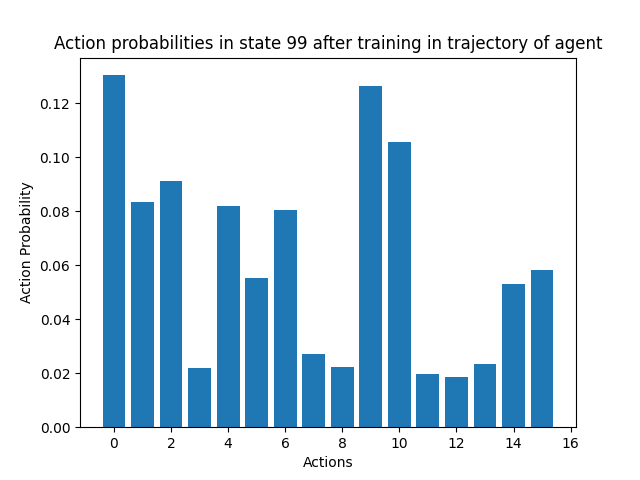 Action probabilities in state 99 after training in trajectory of agent
0.12
0.10
0.08
0.06
0.04
0.02
0.00
Action Probability
0 2 4 6 8 10 12 14 16
Actions